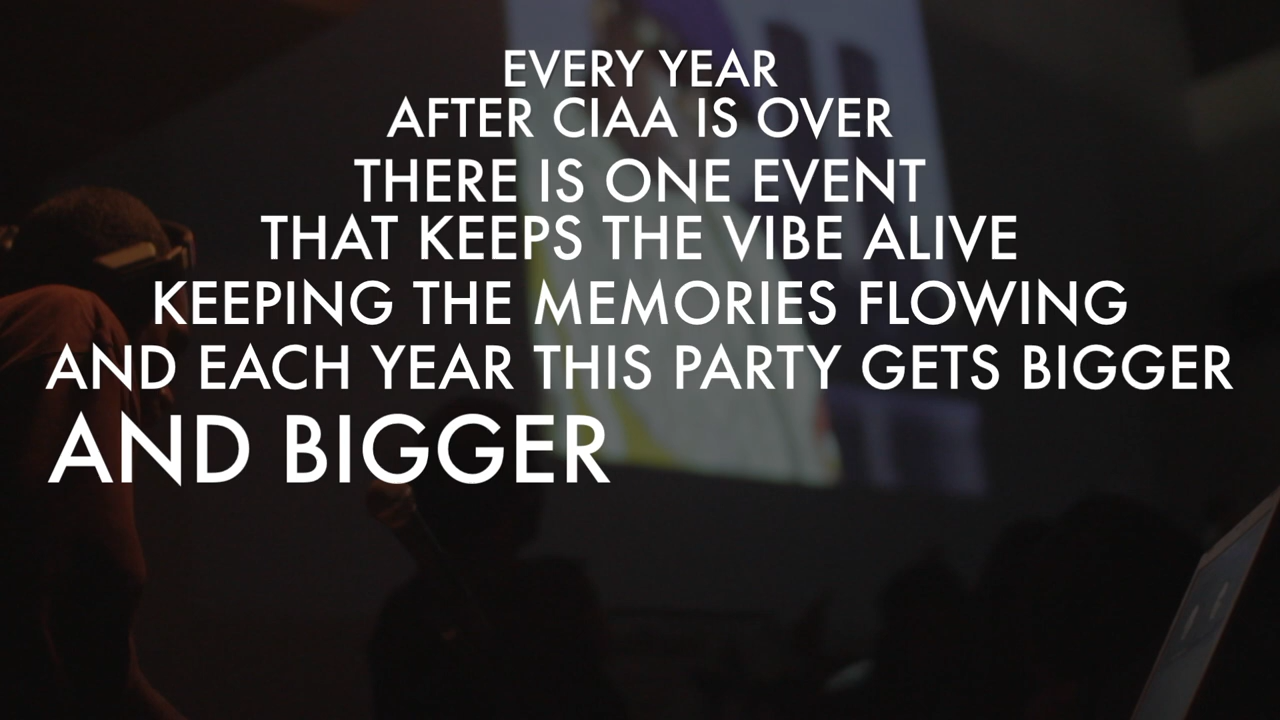 EVERY YEAR
AFTER CIAA IS OVER
THERE IS ONE EVENT
THAT KEEPS THE VIBE ALIVE
KEEPING THE MEMORIES FLOWING
AND EACH YEAR THIS PARTY GETS BIGGER
AND BIGGER